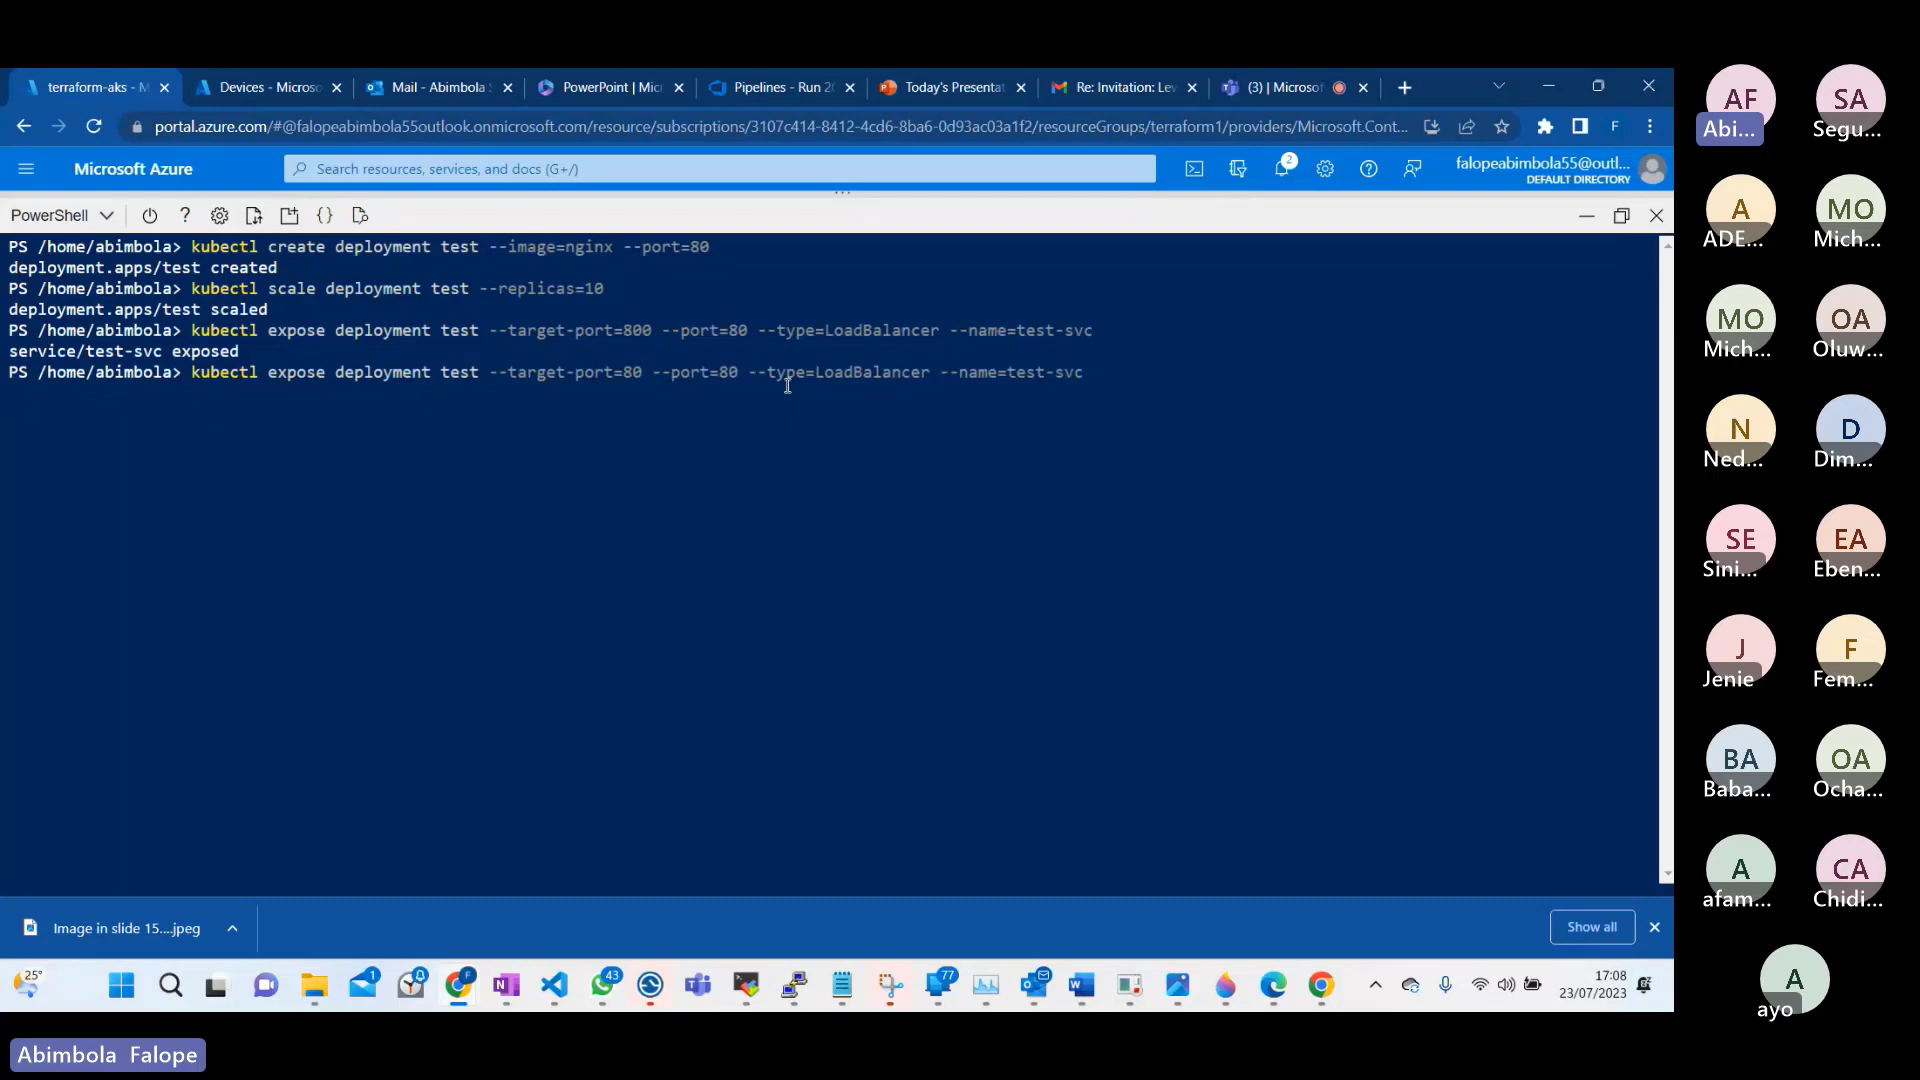 terraform-aks - M
Devices - Microso
Mail - Abimbola S
PowerPoint | Mic
Pipelines - Run 20
Today's Presentat
Re: Invitation: Lev
(3) | Microsof
portal.azure.com/#@falopeabimbola55outlook.onmicrosoft.com/resource/subscriptions/3107c414-8412-4cd6-8ba6-0d93ac03a1f2/resourceGroups/terraform1/providers/Microsoft.Cont...
F
Microsoft Azure
Search resources, services, and docs (G+/)
2
falopeabimbola55@outl...
DEFAULT DIRECTORY
PowerShell
PS /home/abimbola> kubectl create deployment test --image=nginx --port=80
deployment.apps/test created
PS /home/abimbola> kubectl scale deployment test --replicas=10
deployment.apps/test scaled
PS /home/abimbola> kubectl expose deployment test --target-port=800 --port=80 --type=LoadBalancer --name=test-svc
service/test-svc exposed
PS /home/abimbola> kubectl expose deployment test --target-port=80 --port=80 --type=LoadBalancer --name=test-svc
Image in slide 15....jpeg
Show all
25°
1
F
43
77
17:08
23/07/2023
AF
Abi...
SA
Segu...
A
ADE...
MO
Mich...
MO
Mich...
OA
Oluw...
N
Ned...
D
Dim...
SE
Sini...
EA
Eben...
J
Jenie
F
Fem...
BA
Baba...
OA
Ocha...
A
afam...
CA
Chidi...
A
ayo
Abimbola Falope